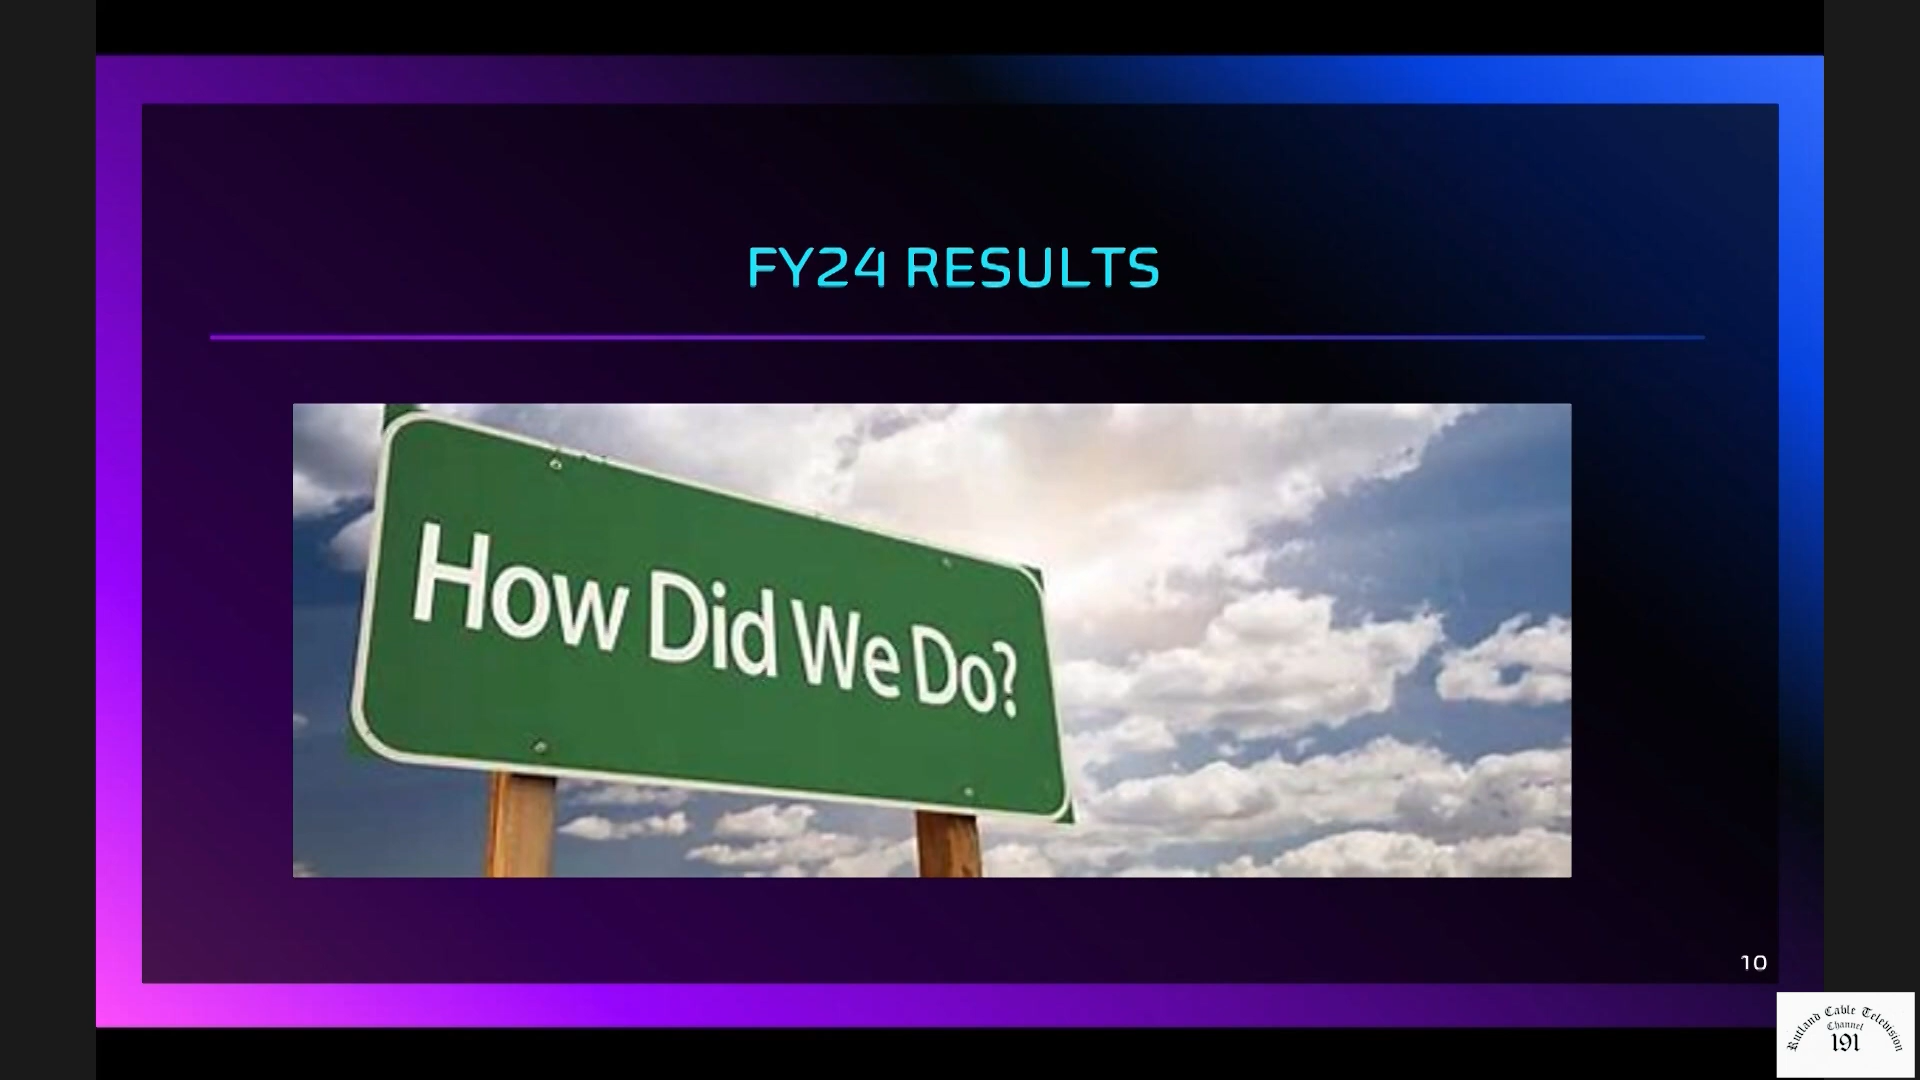 FY24 RESULTS
How Did We Do?
10
Rutland Cable Television
Channel
191